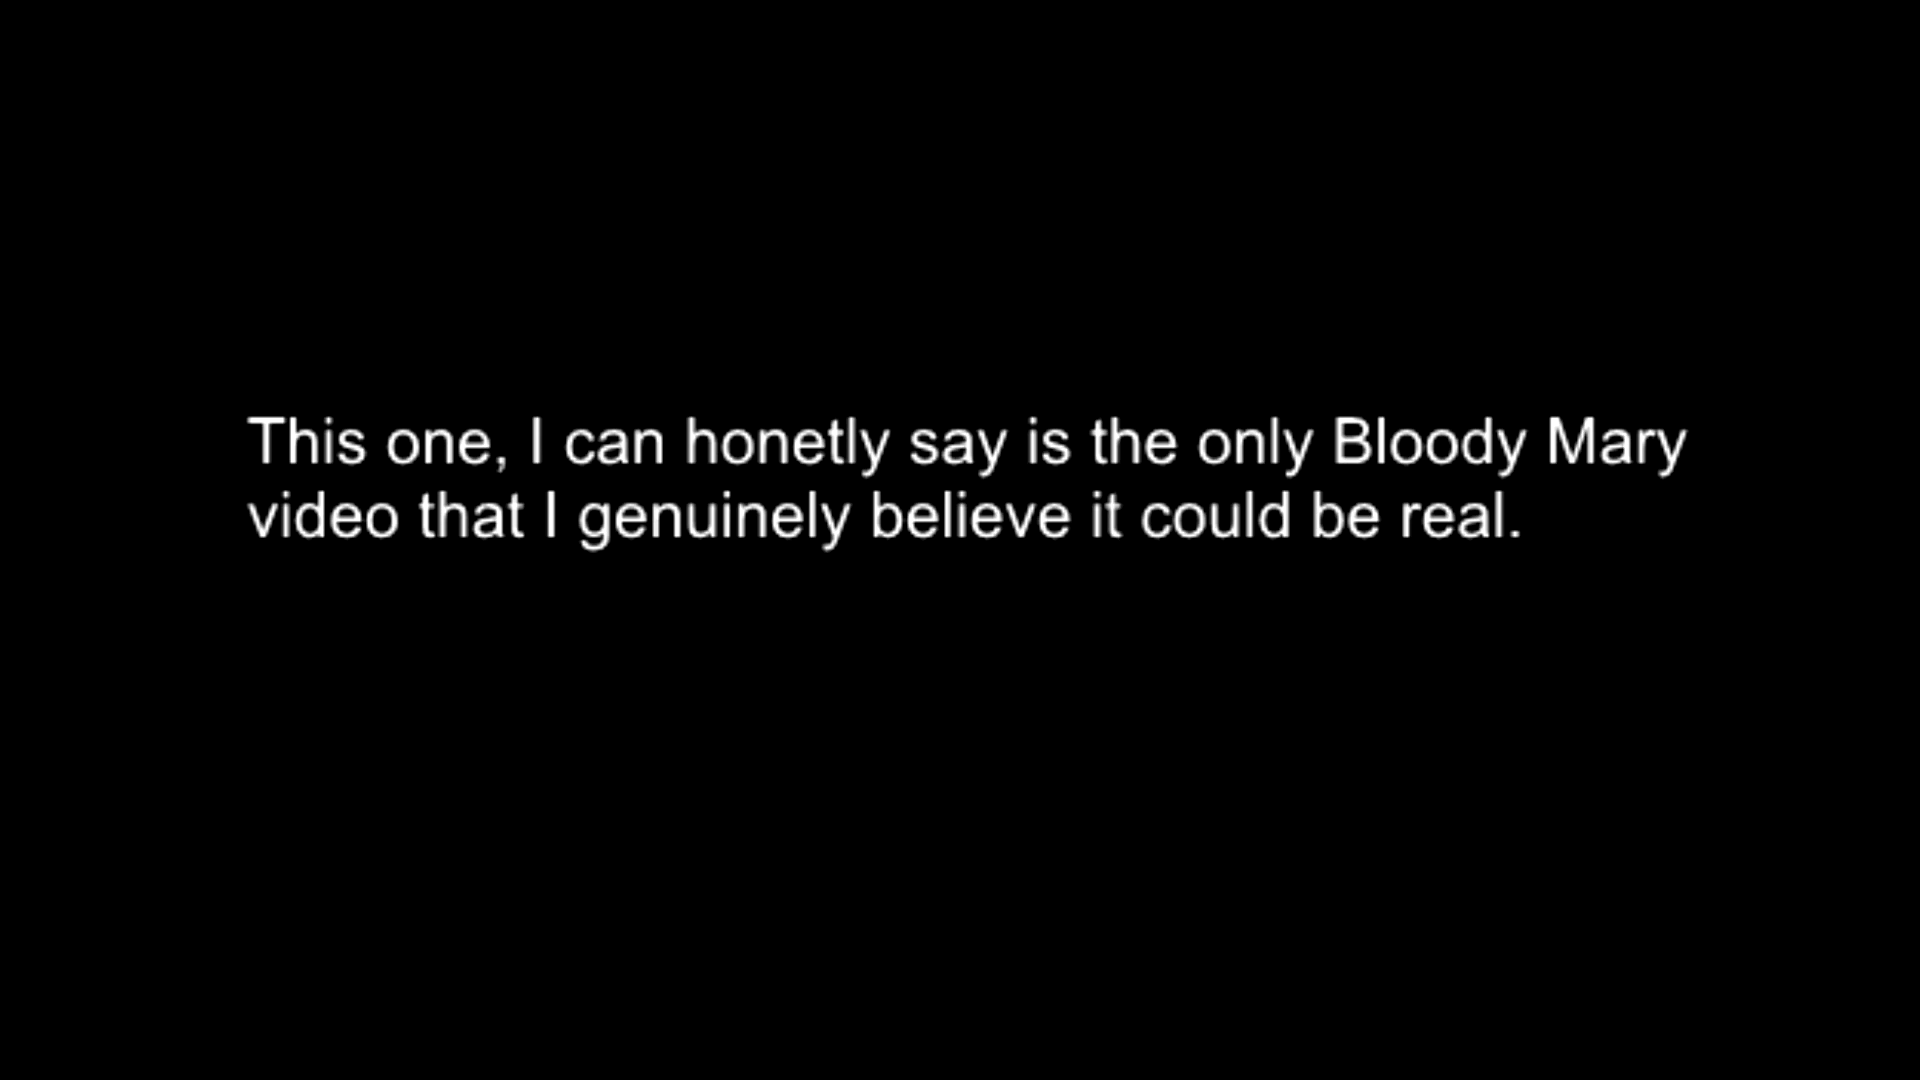 This one, I can honetly say is the only Bloody Mary
video that I genuinely believe it could be real.